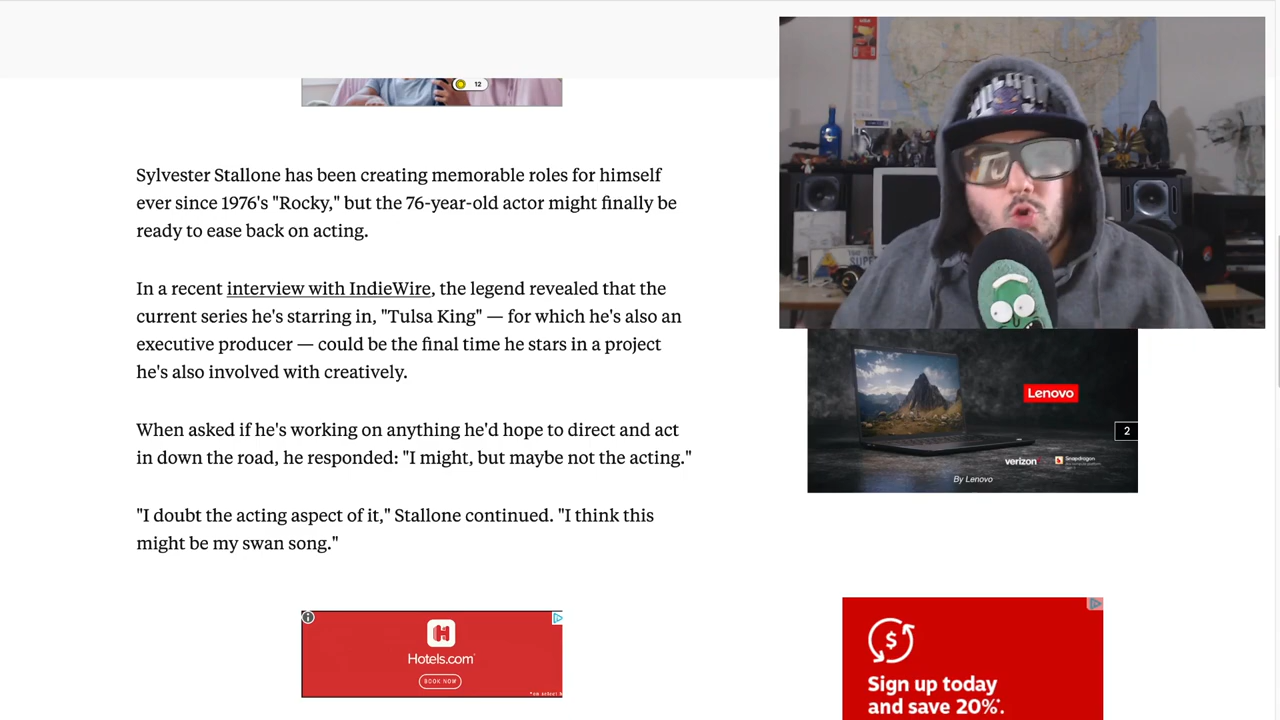 12
Sylvester Stallone has been creating memorable roles for himself
ever since 1976's "Rocky," but the 76-year-old actor might finally be
ready to ease back on acting.
In a recent interview with IndieWire, the legend revealed that the
current series he's starring in, "Tulsa King" — for which he's also an
executive producer — could be the final time he stars in a project
he's also involved with creatively.
When asked if he's working on anything he'd hope to direct and act
in down the road, he responded: "I might, but maybe not the acting."
"I doubt the acting aspect of it," Stallone continued. "I think this
might be my swan song."
Hotels.com
BOOK NOW
Lenovo
2
verizon
Snapdragon
By Lenovo
$
Sign up today
and save 20%*.